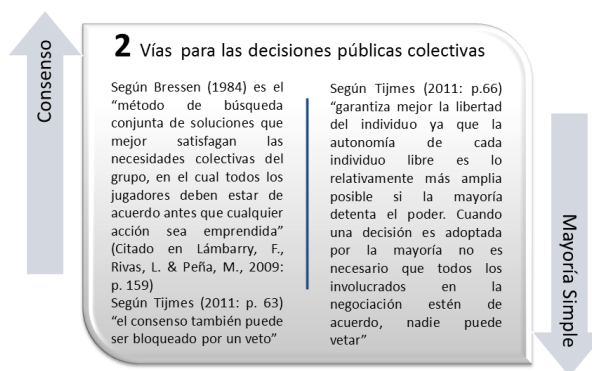 Consenso
2 Vías para las decisiones públicas colectivas
Según Bressen (1984) es el
“método de búsqueda
conjunta de soluciones que
mejor satisfagan las
necesidades colectivas del
grupo, en el cual todos los
jugadores deben estar de
acuerdo antes que cualquier
acción sea emprendida”
(Citado en Lámbarry, F.,
Rivas, L. & Peña, M., 2009:
p. 159)
Según Tijmes (2011: p. 63)
“el consenso también puede
ser bloqueado por un veto”
Según Tijmes (2011: p.66)
“garantiza mejor la libertad
del individuo ya que la
autonomía de cada
individuo libre es lo
relativamente más amplia
posible si la mayoría
detenta el poder. Cuando
una decisión es adoptada
por la mayoría no es
necesario que todos los
involucrados en la
negociación estén de
acuerdo, nadie puede
vetar”
Mayoría Simple